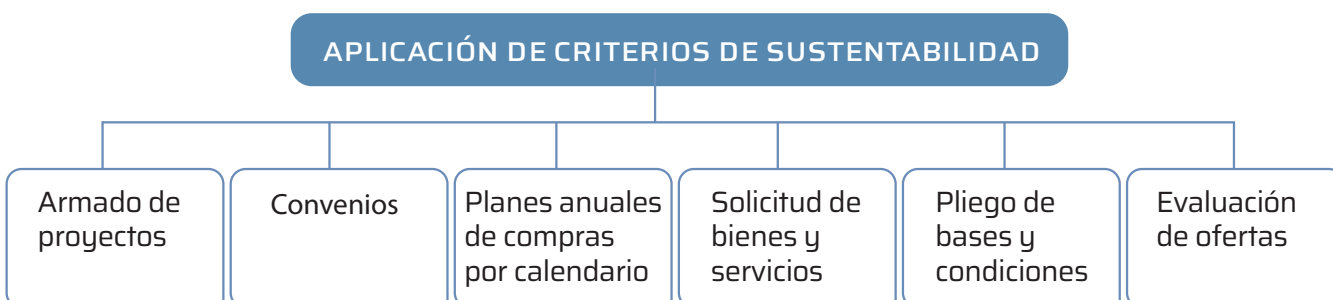 APLICACIÓN DE CRITERIOS DE SUSTENTABILIDAD
Armado de
proyectos
Convenios
Planes anuales
de compras
por calendario
Solicitud de
bienes y
servicios
Pliego de
bases y
condiciones
Evaluación
de ofertas